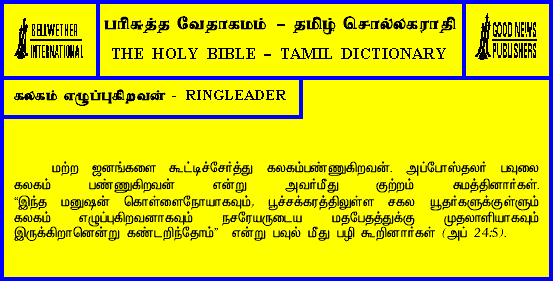 BELLWETHER
INTERNATIONAL
பரிசுத்த வேதாகமம் – தமிழ் சொல்லகராதி
THE HOLY BIBLE – TAMIL DICTIONARY
GOOD NEWS
PUBLISHERS
கலகம் எழுப்புகிறவன் - RINGLEADER
மற்ற ஜனங்களை கூட்டிச்சேர்த்து கலகம்பண்ணுகிறவன். அப்போஸ்தலர் பவுலை
கலகம் பண்ணுகிறவன் என்று அவர்மீது குற்றம் சுமத்தினார்கள்.
“இந்த மனுஷன் கொள்ளைநோயாகவும், பூச்சக்கரத்திலுள்ள சகல யூதர்களுக்குள்ளும்
கலகம் எழுப்புகிறவனாகவும் நசரேயருடைய மதபேதத்துக்கு முதலாளியாகவும்
இருக்கிறானென்று கண்டறிந்தோம்” என்று பவுல் மீது பழி கூறினார்கள் (அப் 24:5).